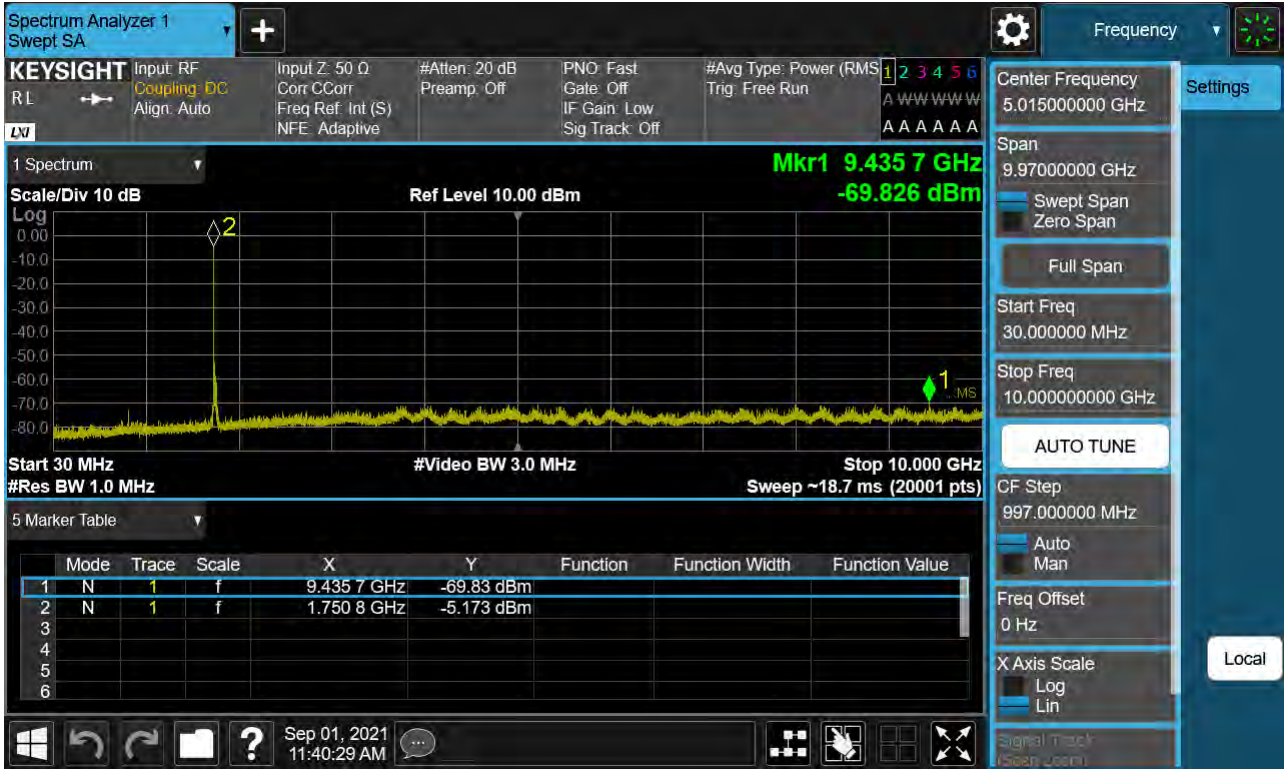 Spectrum Analyzer 1
Swept SA
Frequency
KEYSIGHT
RL
LXI
Input: RF
Coupling: DC
Align: Auto
Input Z: 50 Ω
Corr CCorr
Freq Ref: Int (S)
NFE: Adaptive
#Atten: 20 dB
Preamp: Off
PNO: Fast
Gate: Off
IF Gain: Low
Sig Track: Off
#Avg Type: Power (RMS
Trig: Free Run
1 2 3 4 5 6
A W W W W W
A A A A A A
1 Spectrum
Scale/Div 10 dB
Ref Level 10.00 dBm
Mkr1 9.435 7 GHz
-69.826 dBm
Log
0.00
-10.0
-20.0
-30.0
-40.0
-50.0
-60.0
-70.0
-80.0
2
1
...MS
Start 30 MHz
#Res BW 1.0 MHz
#Video BW 3.0 MHz
Stop 10.000 GHz
Sweep ~18.7 ms (20001 pts)
5 Marker Table
Mode Trace Scale X Y Function Function Width Function Value
1 N 1 f 9.435 7 GHz -69.83 dBm
2 N 1 f 1.750 8 GHz -5.173 dBm
3
4
5
6
Center Frequency
5.015000000 GHz
Span
9.97000000 GHz
Swept Span
Zero Span
Full Span
Start Freq
30.000000 MHz
Stop Freq
10.000000000 GHz
AUTO TUNE
CF Step
997.000000 MHz
Auto
Man
Freq Offset
0 Hz
X Axis Scale
Log
Lin
Signal Track
(Span Zoom)
Settings
Local
?
Sep 01, 2021
11:40:29 AM